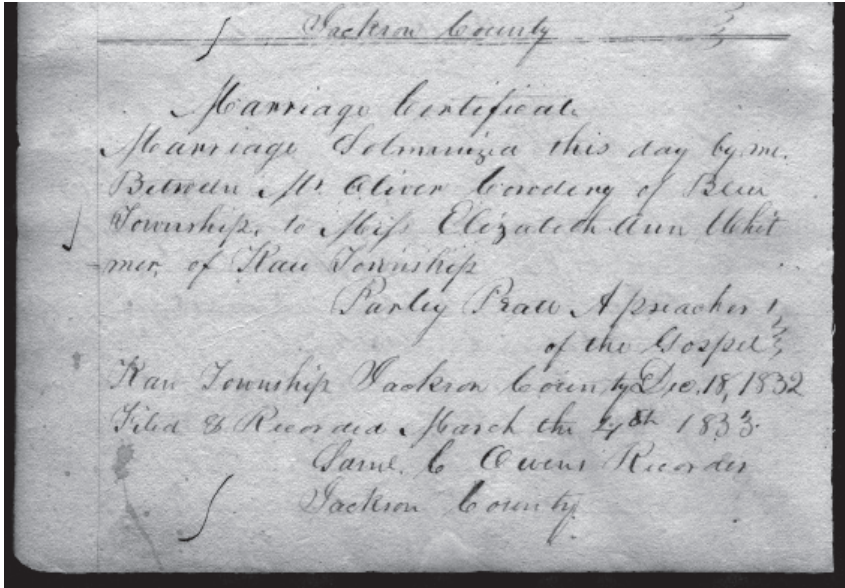 Jackson County
Marriage Certificate
Marriage Solminized this day by me.
Between Mr. Oliver Cowdery of Blue
Township, to Miss Elizabeth Ann Whit
mer, of Kaw Township
Parley Pratt A preacher
of the Gospel
Kaw Township Jackson County Dec. 18, 1832
Filed & Recorded March the 4th 1833
Saml. C Owens Recorder
Jackson County